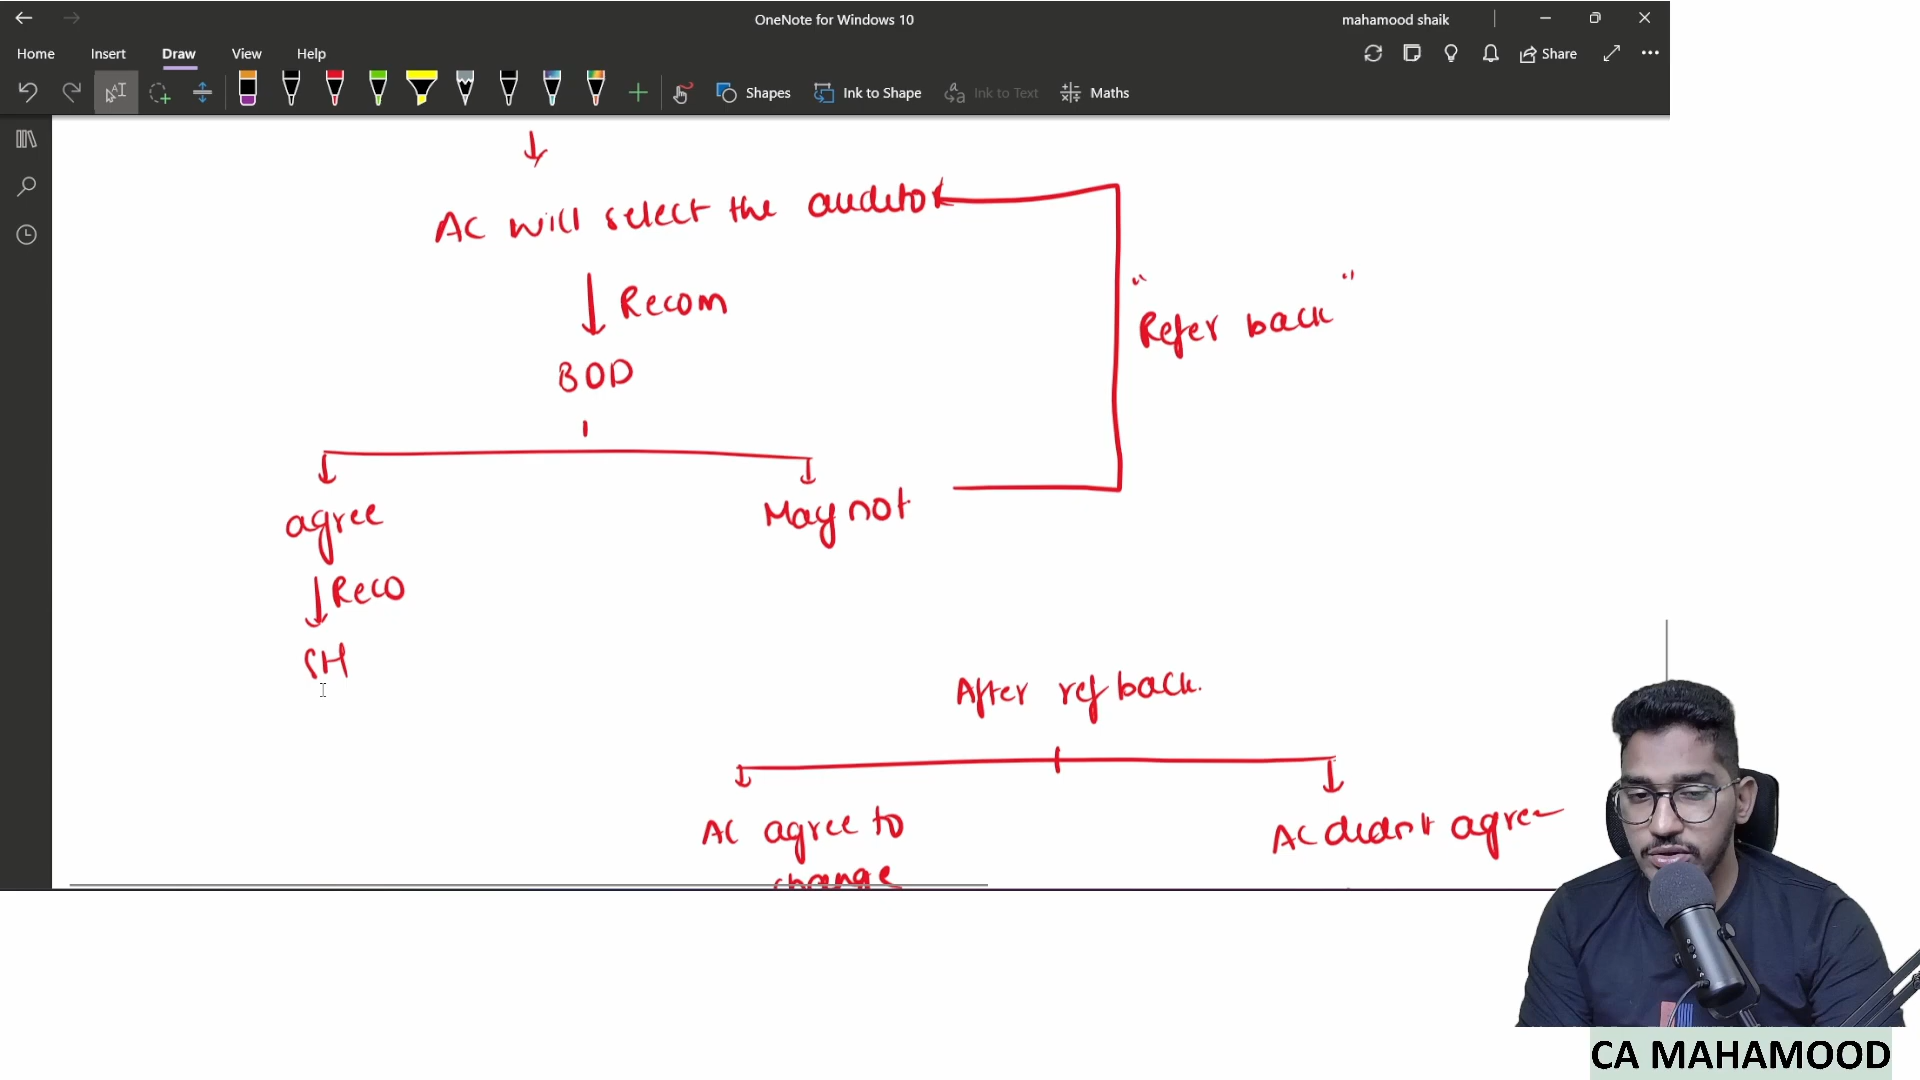 OneNote for Windows 10
mahamood shaik
Home Insert Draw View Help
Share
Shapes Ink to Shape Ink to Text Maths
AC will select the auditor
Recom
"Refer back"
BOD
agree
May not
Reco
SH
After ref back.
AC agree to
change
AC didn't agree
CA MAHAMOOD